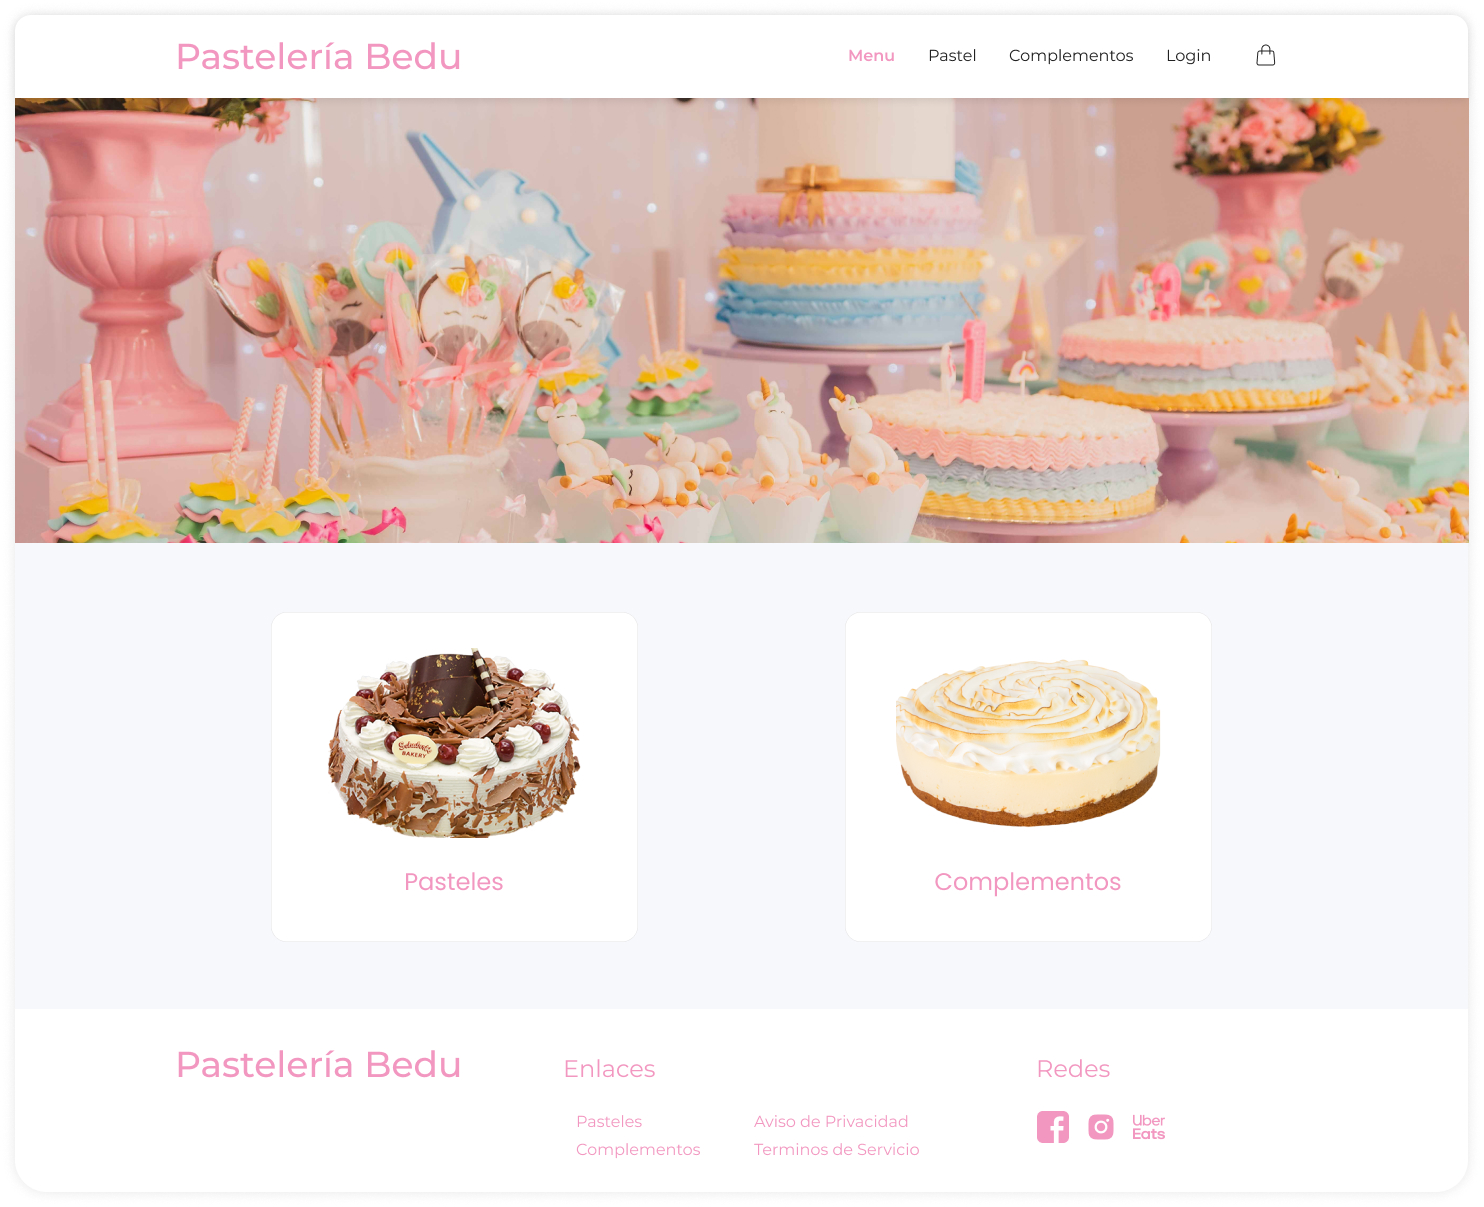 Pastelería Bedu
Menu
Pastel
Complementos
Login
BAKERY
Pasteles
Complementos
Pastelería Bedu
Enlaces
Redes
Pasteles
Aviso de Privacidad
Complementos
Terminos de Servicio
Uber
Eats